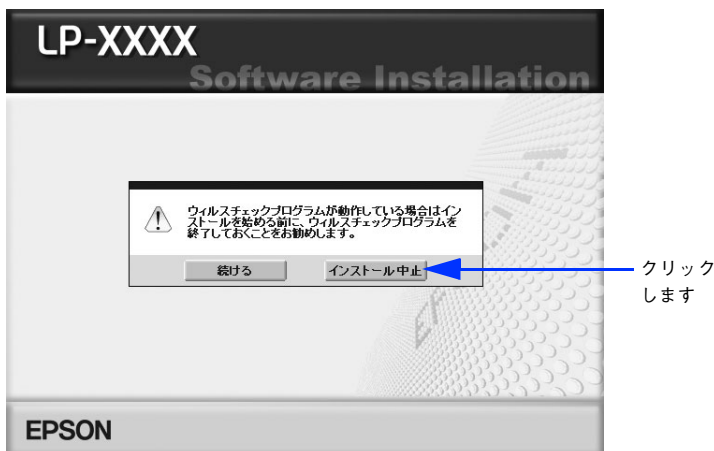 LP-XXXX
Software Installation
ウィルスチェックプログラムが動作している場合はイン
ストールを始める前に、ウィルスチェックプログラムを
終了しておくことをお勧めします。
続ける
インストール中止
クリック
します
EPSON